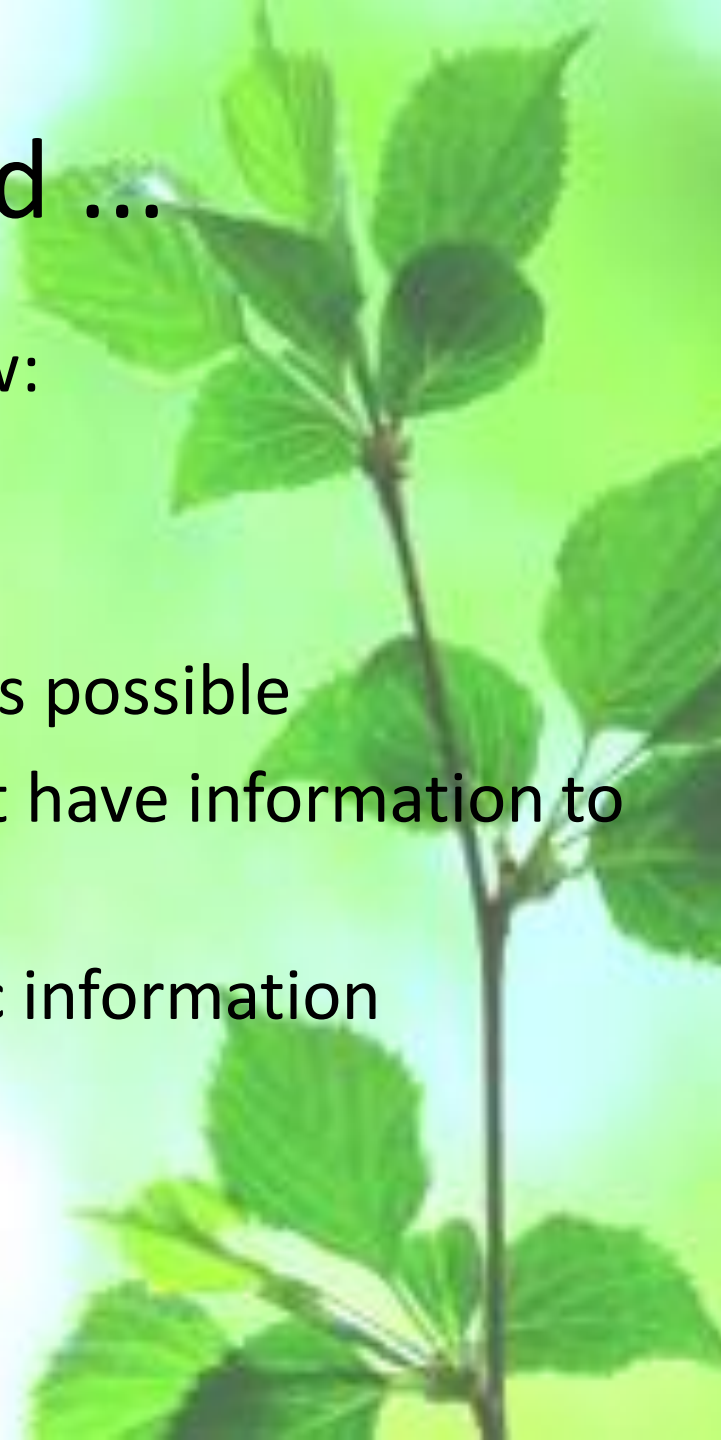 d ...
w:
s possible
t have information to
c information